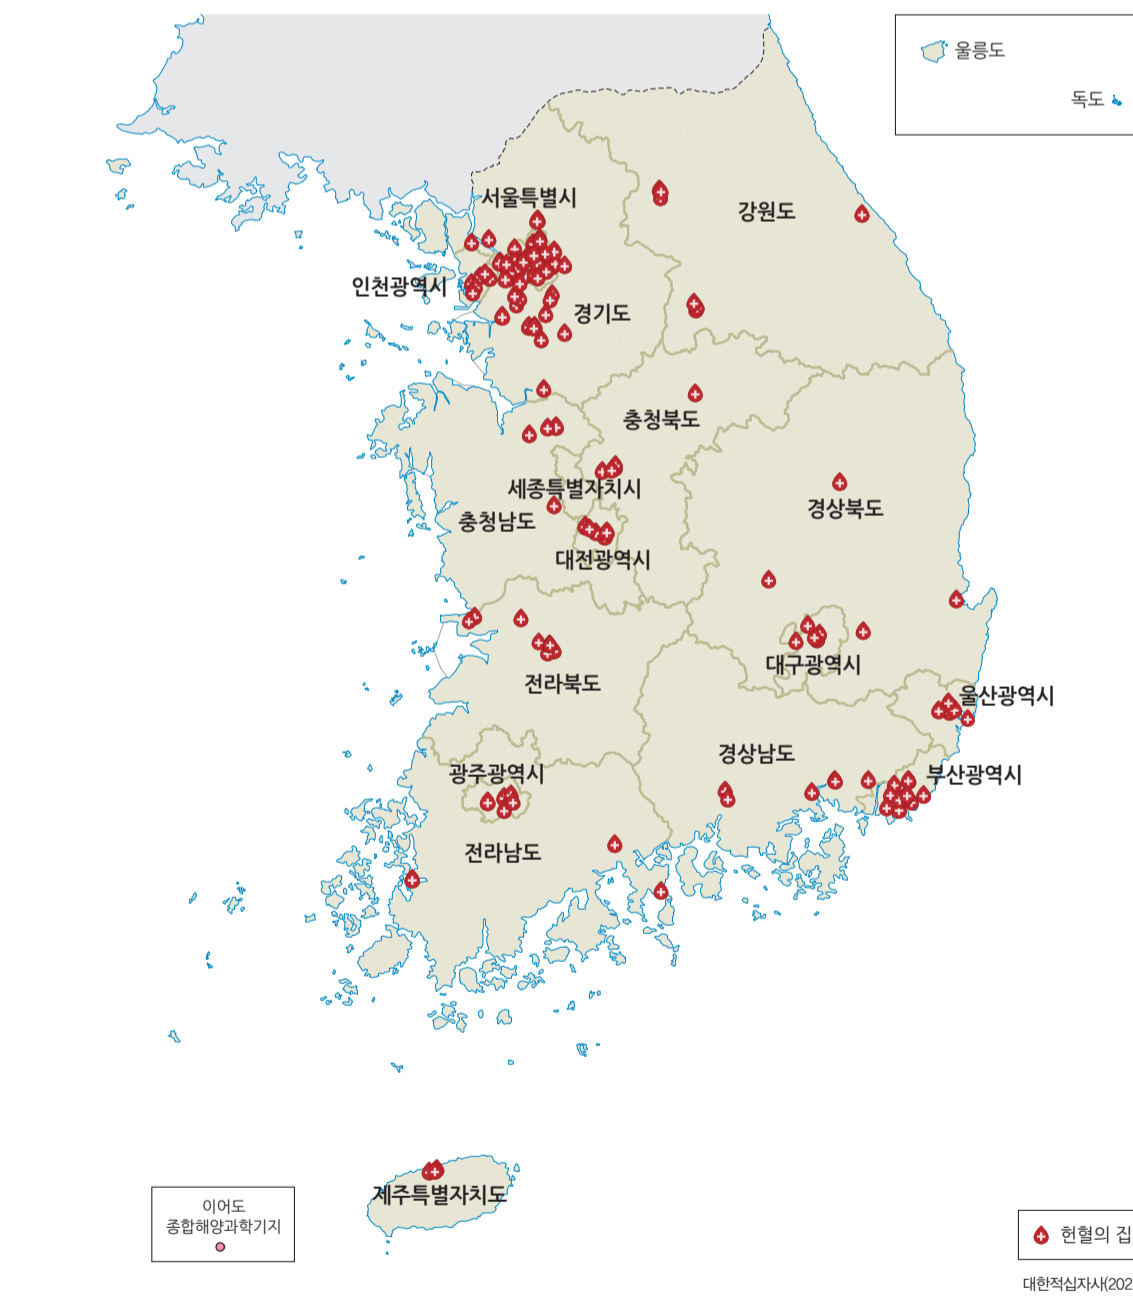 울릉도
독도
서울특별시
강원도
인천광역시
경기도
충청북도
세종특별자치시
경상북도
충청남도
대전광역시
대구광역시
전라북도
울산광역시
경상남도
광주광역시
부산광역시
전라남도
제주특별자치도
이어도
종합해양과학기지
헌혈의 집
대한적십자사(202